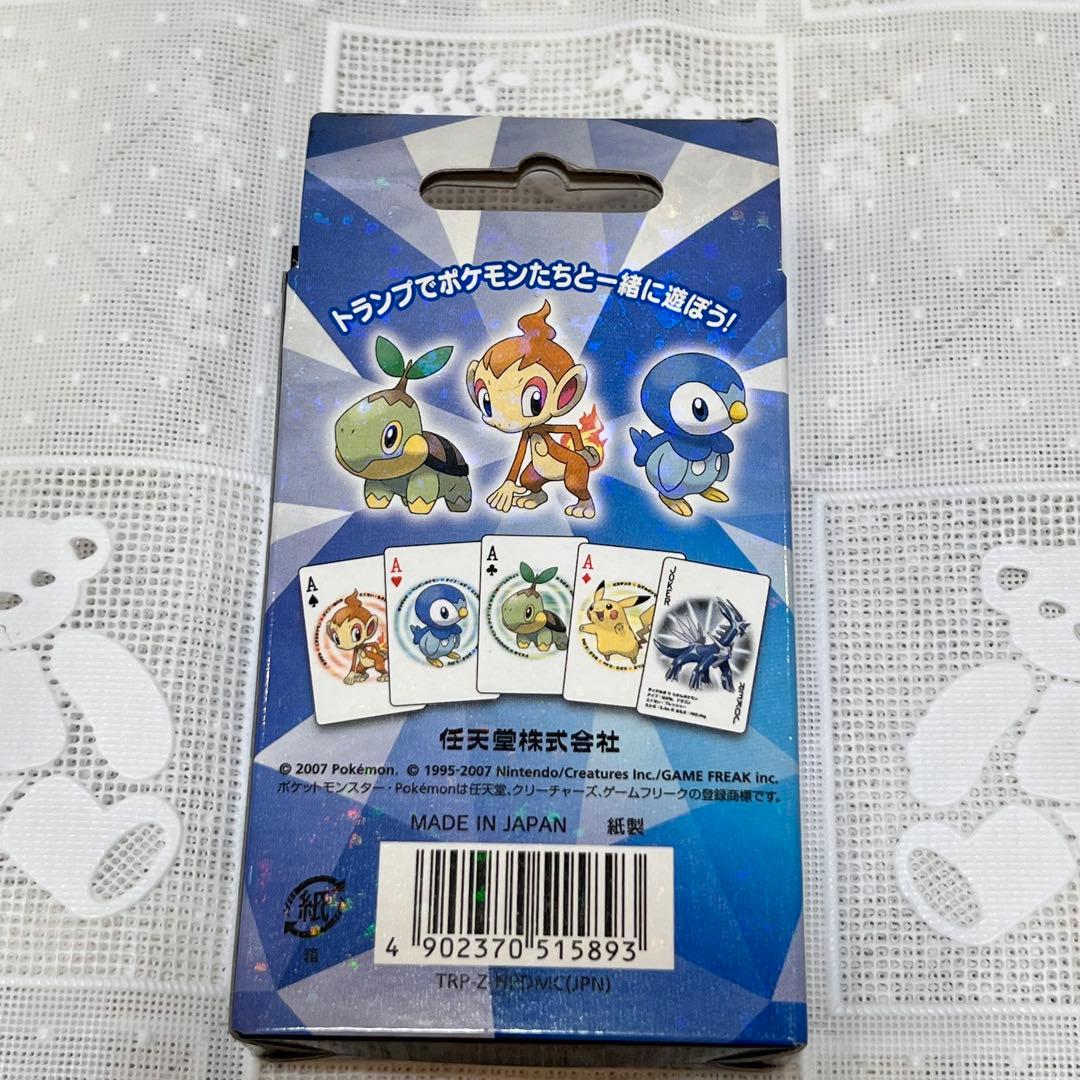 トランプでポケモンたちと一緒に遊ぼう!
A
A
A
A
JOKER
JOKER
任天堂株式会社
© 2007 Pokémon. © 1995-2007 Nintendo/Creatures Inc./GAME FREAK inc.
ポケットモンスター・Pokémonは任天堂、クリーチャーズ、ゲームフリークの登録商標です。
MADE IN JAPAN 紙製
紙
箱
4 902370 515893
TRP-Z-NPDMC(JPN)